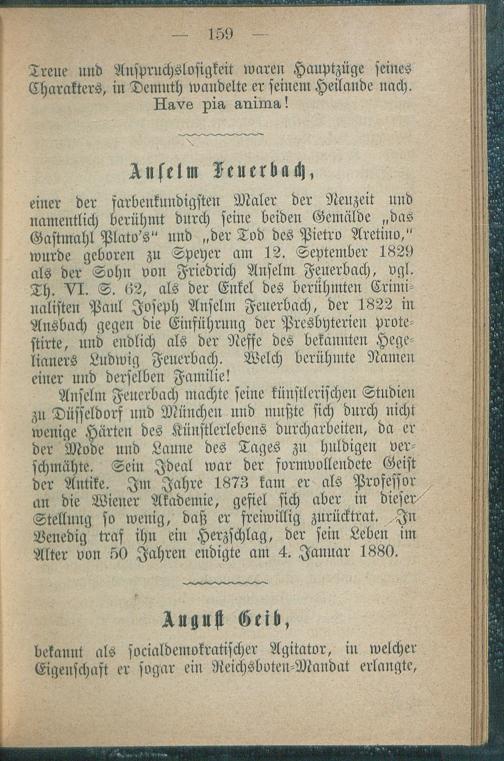 — 159 —
Treue und Anspruchslosigkeit waren Hauptzüge seines
Charakters, in Demuth wandelte er seinem Heilande nach.
Have pia anima!
Anselm Feuerbach,
einer der farbenkundigsten Maler der Neuzeit und
namentlich berühmt durch seine beiden Gemälde „das
Gastmahl Plato's“ und „der Tod des Pietro Aretino,“
wurde geboren zu Speyer am 12. September 1829
als der Sohn von Friedrich Anselm Feuerbach, vgl.
Th. VI. S. 62, als der Enkel des berühmten Crimi-
nalisten Paul Joseph Anselm Feuerbach, der 1822 in
Ansbach gegen die Einführung der Presbyterien prote-
stirte, und endlich als der Neffe des bekannten Hege-
lianers Ludwig Feuerbach. Welch berühmte Namen
einer und derselben Familie!
Anselm Feuerbach machte seine künstlerischen Studien
zu Düsseldorf und München und mußte sich durch nicht
wenige Härten des Künstlerlebens durcharbeiten, da er
der Mode und Laune des Tages zu huldigen ver-
schmähte. Sein Ideal war der formvollendete Geist
der Antike. Im Jahre 1873 kam er als Professor
an die Wiener Akademie, gefiel sich aber in dieser
Stellung so wenig, daß er freiwillig zurücktrat. In
Venedig traf ihn ein Herzschlag, der sein Leben im
Alter von 50 Jahren endigte am 4. Januar 1880.
August Geib,
bekannt als socialdemokratischer Agitator, in welcher
Eigenschaft er sogar ein Reichsboten-Mandat erlangte,